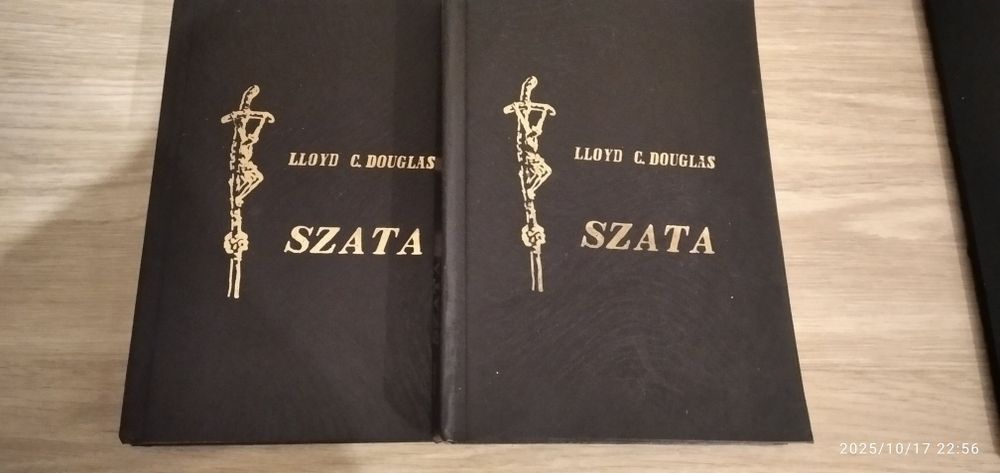 LLOYD C. DOUGLAS
SZATA
LLOYD C. DOUGLAS
SZATA
2025/10/17 22:56